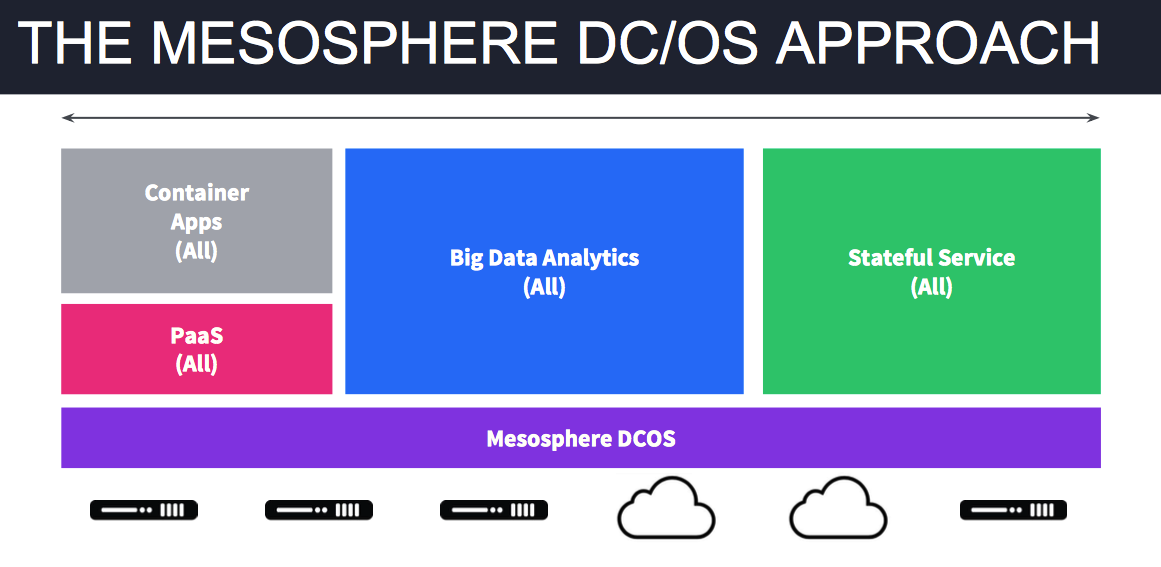 THE MESOSPHERE DC/OS APPROACH
Container
Apps
(All)
PaaS
(All)
Big Data Analytics
(All)
Stateful Service
(All)
Mesosphere DCOS